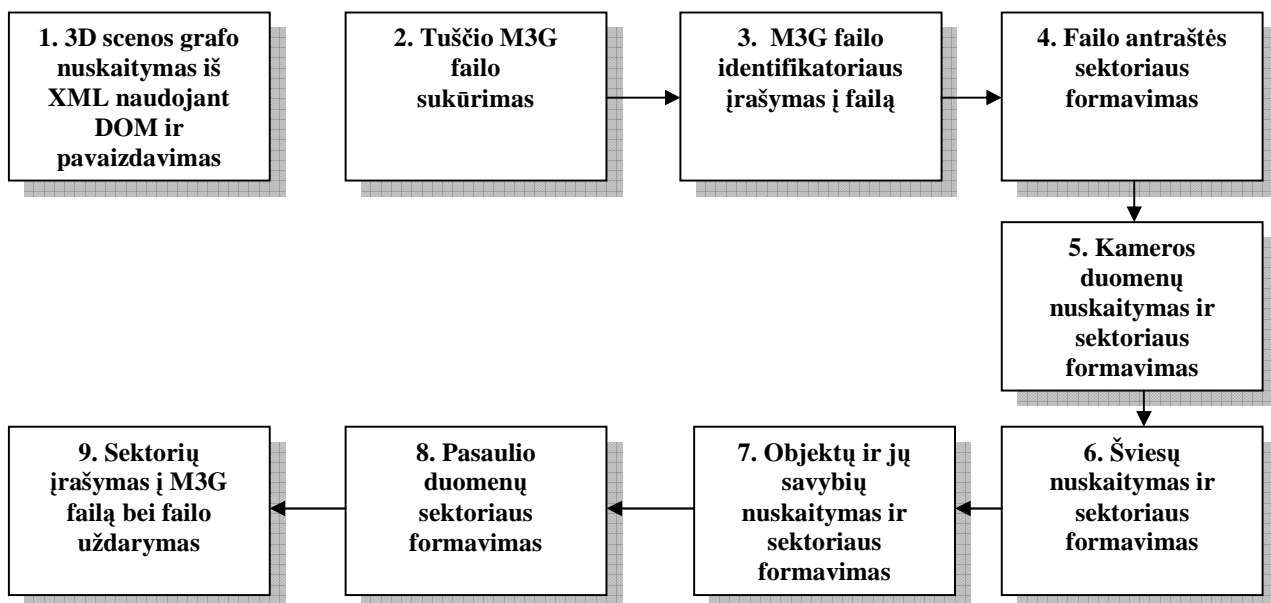 1. 3D scenos grafo
nuskaitymas iš
XML naudojant
DOM ir
pavaizdavimas
2. Tuščio M3G
failo
sukūrimas
3. M3G failo
identifikatoriaus
įrašymas į failą
4. Failo antraštės
sektoriaus
formavimas
5. Kameros
duomenų
nuskaitymas ir
sektoriaus
formavimas
6. Šviesų
nuskaitymas ir
sektoriaus
formavimas
7. Objektų ir jų
savybių
nuskaitymas ir
sektoriaus
formavimas
8. Pasaulio
duomenų
sektoriaus
formavimas
9. Sektorių
įrašymas į M3G
failą bei failo
uždarymas